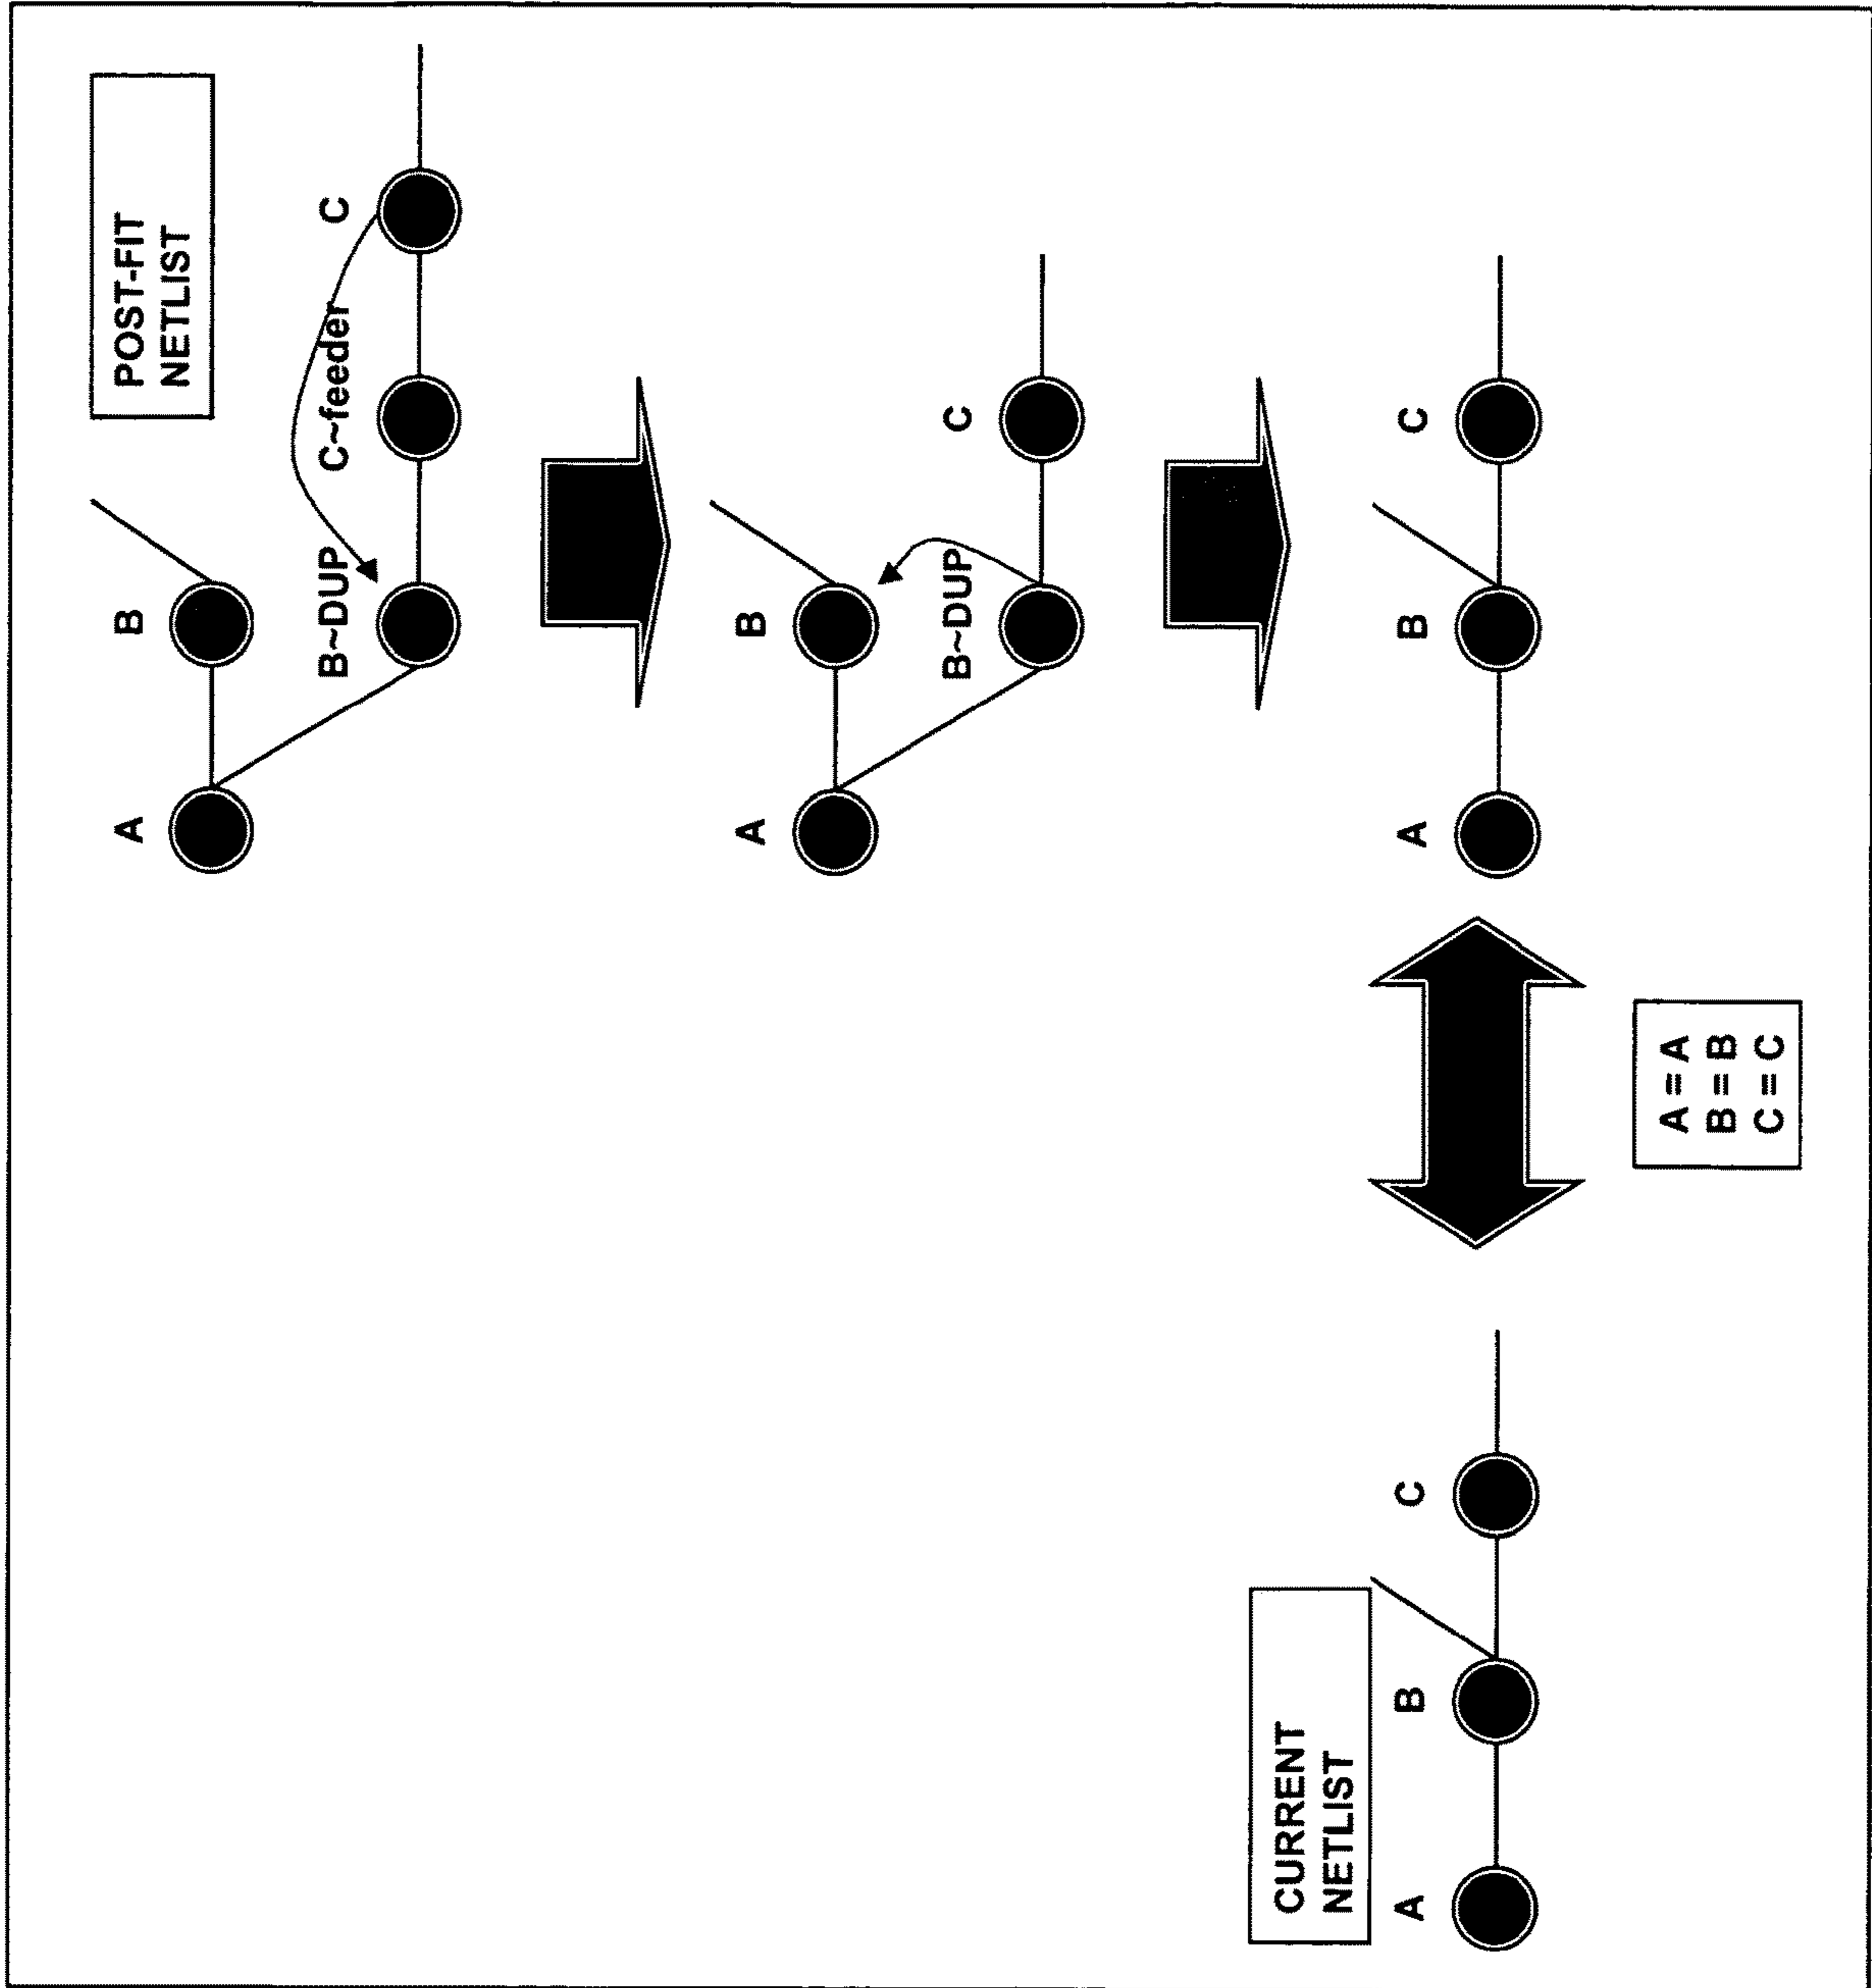 POST-FIT
NETLIST
A
B
B~DUP
C~feeder
C
A
B
B~DUP
C
CURRENT
NETLIST
A
B
C
A
B
C
A = A
B = B
C = C